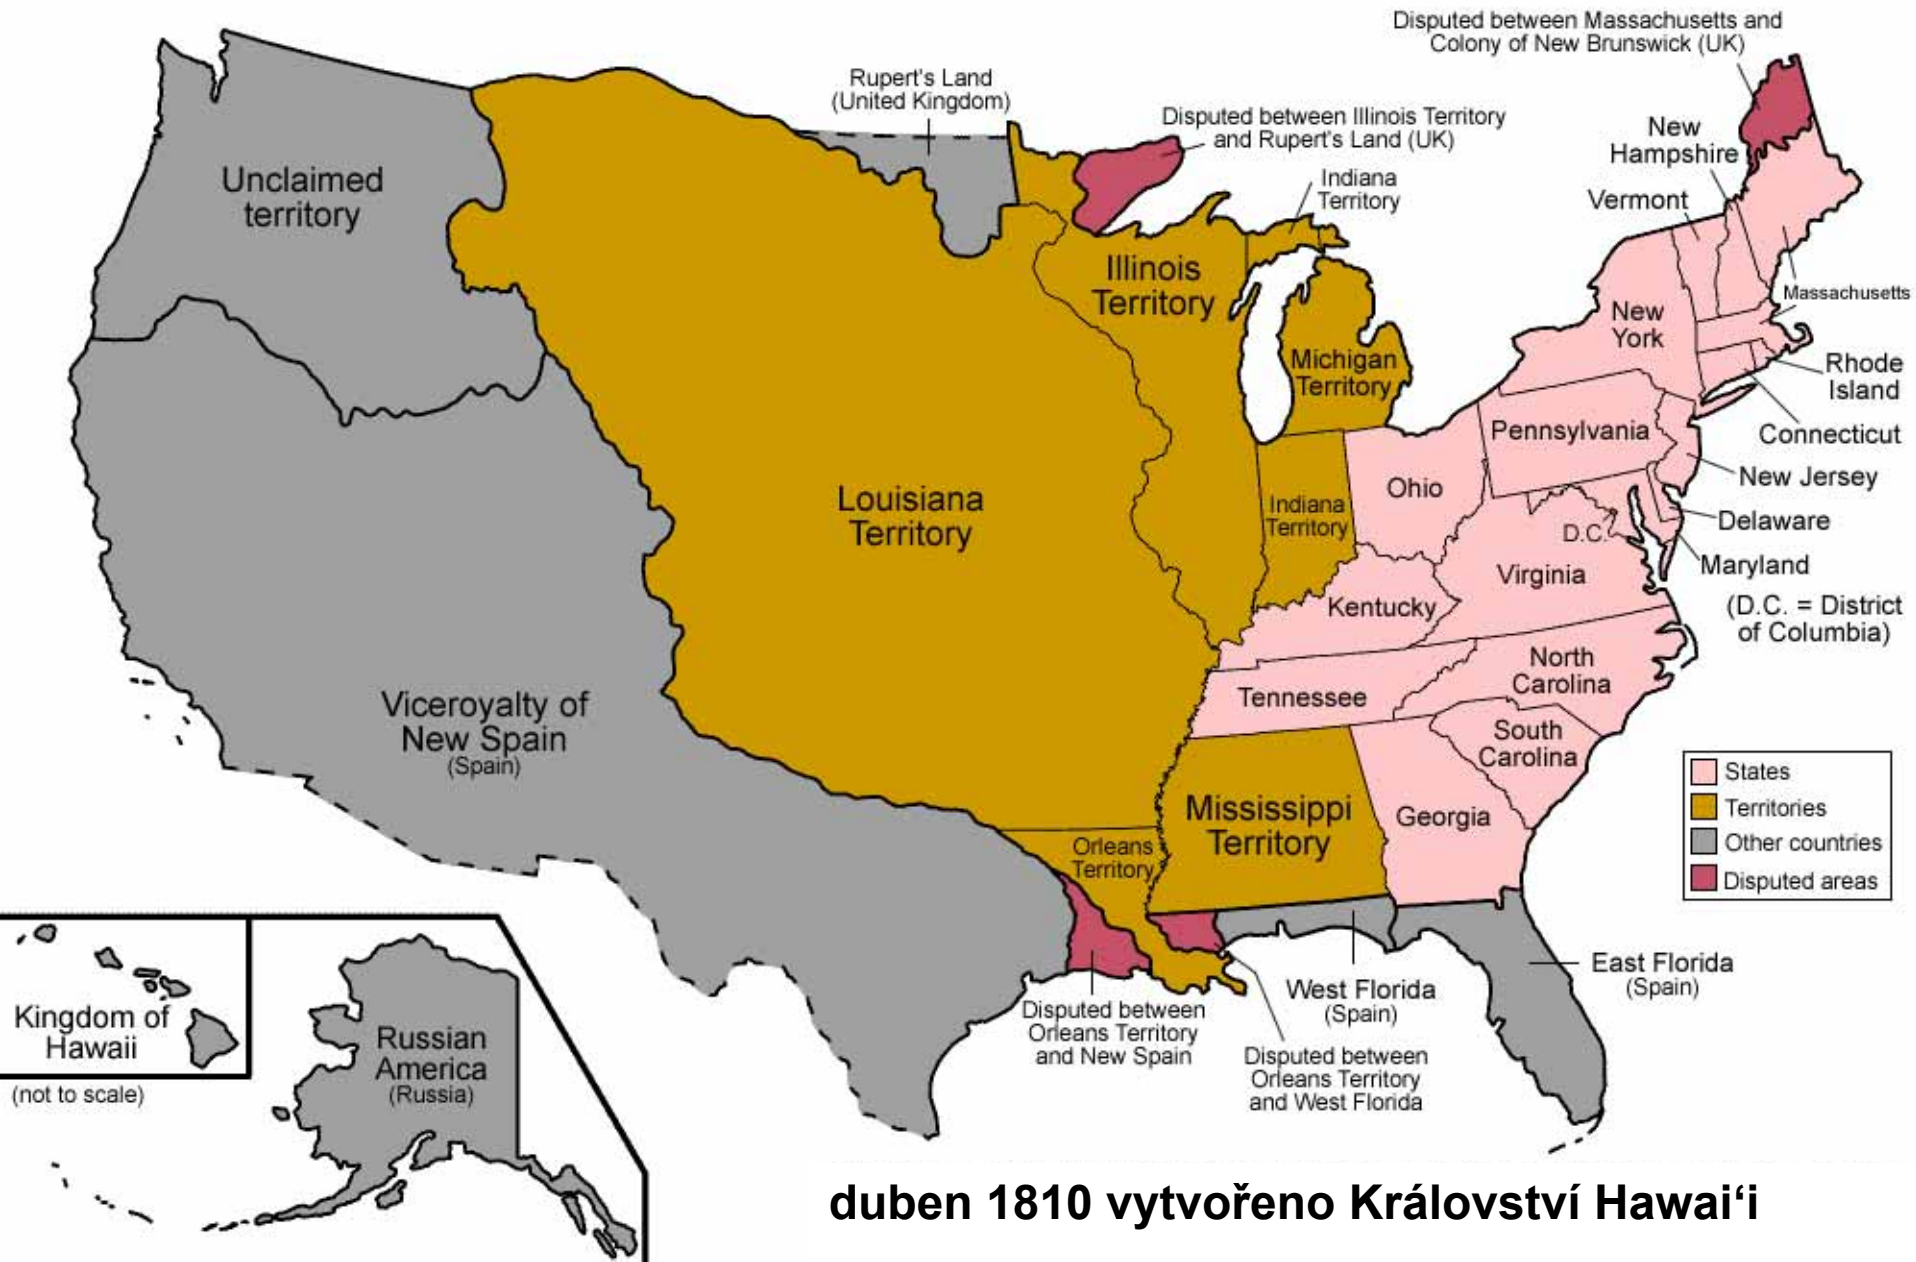 Disputed between Massachusetts and
Colony of New Brunswick (UK)
Rupert's Land
(United Kingdom)
Disputed between Illinois Territory
and Rupert's Land (UK)
New
Hampshire
Indiana
Territory
Vermont
Unclaimed
territory
Illinois
Territory
Massachusetts
New
York
Michigan
Territory
Rhode
Island
Pennsylvania
Connecticut
New Jersey
Ohio
Louisiana
Territory
Indiana
Territory
D.C.
Delaware
Virginia
Maryland
Kentucky
(D.C. = District
of Columbia)
North
Carolina
Tennessee
Viceroyalty of
New Spain
(Spain)
South
Carolina
States
Territories
Other countries
Disputed areas
Mississippi
Territory
Georgia
Orleans
Territory
East Florida
(Spain)
West Florida
(Spain)
Disputed between
Orleans Territory
and New Spain
Disputed between
Orleans Territory
and West Florida
Kingdom of
Hawaii
(not to scale)
Russian
America
(Russia)
duben 1810 vytvořeno Království Hawai‘i